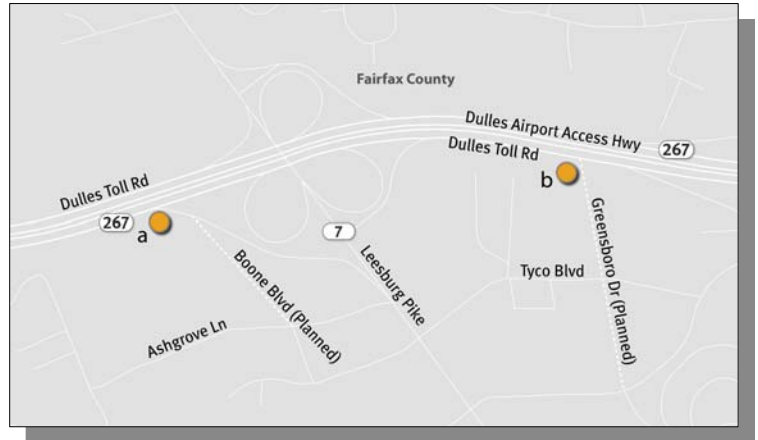 Fairfax County
Dulles Airport Access Hwy
267
Dulles Toll Rd
b
Dulles Toll Rd
267
a
7
Greensboro Dr (Planned)
Boone Blvd (Planned)
Leesburg Pike
Tyco Blvd
Ashgrove Ln